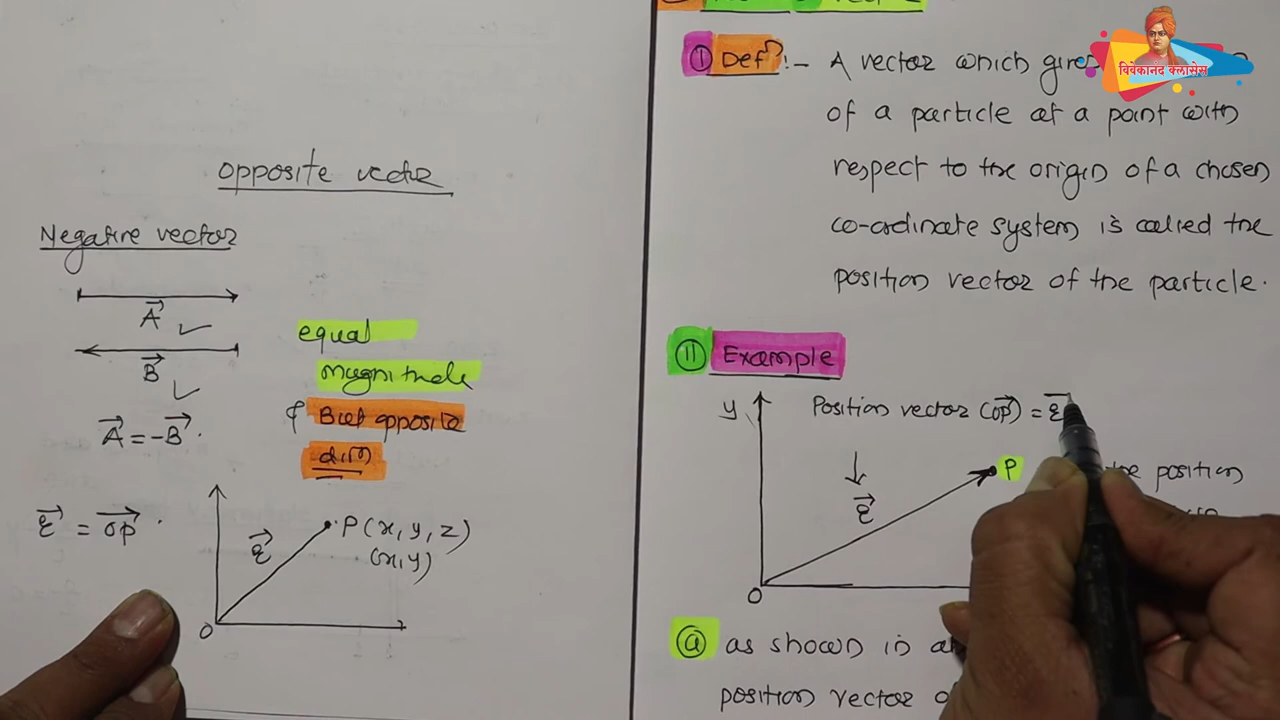 opposite vector
Negative vector
A
B
equal
magnitude
& But opposite
dirn
A = -B.
r = OP.
r
P(x, y, z)
(x, y)
O
I Defn:- A vector which gives
of a particle at a point with
respect to the origin of a chosen
co-ordinate system is called the
position vector of the particle.
II Example
y
Position vector (OP) = r
r
P
the position
O
a as shown in
position vector
विवेकानंद क्लासेस